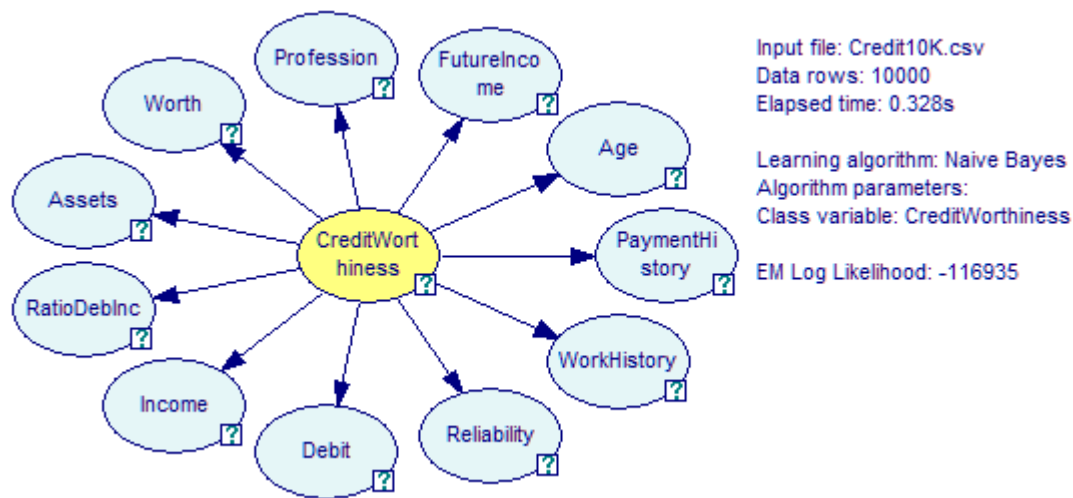 Profession
FutureInco
me
Worth
Age
Assets
CreditWort
hiness
PaymentHi
story
RatioDebInc
WorkHistory
Income
Debit
Reliability
?
?
?
?
?
?
?
?
?
?
?
?
Input file: Credit10K.csv
Data rows: 10000
Elapsed time: 0.328s
Learning algorithm: Naive Bayes
Algorithm parameters:
Class variable: CreditWorthiness
EM Log Likelihood: -116935